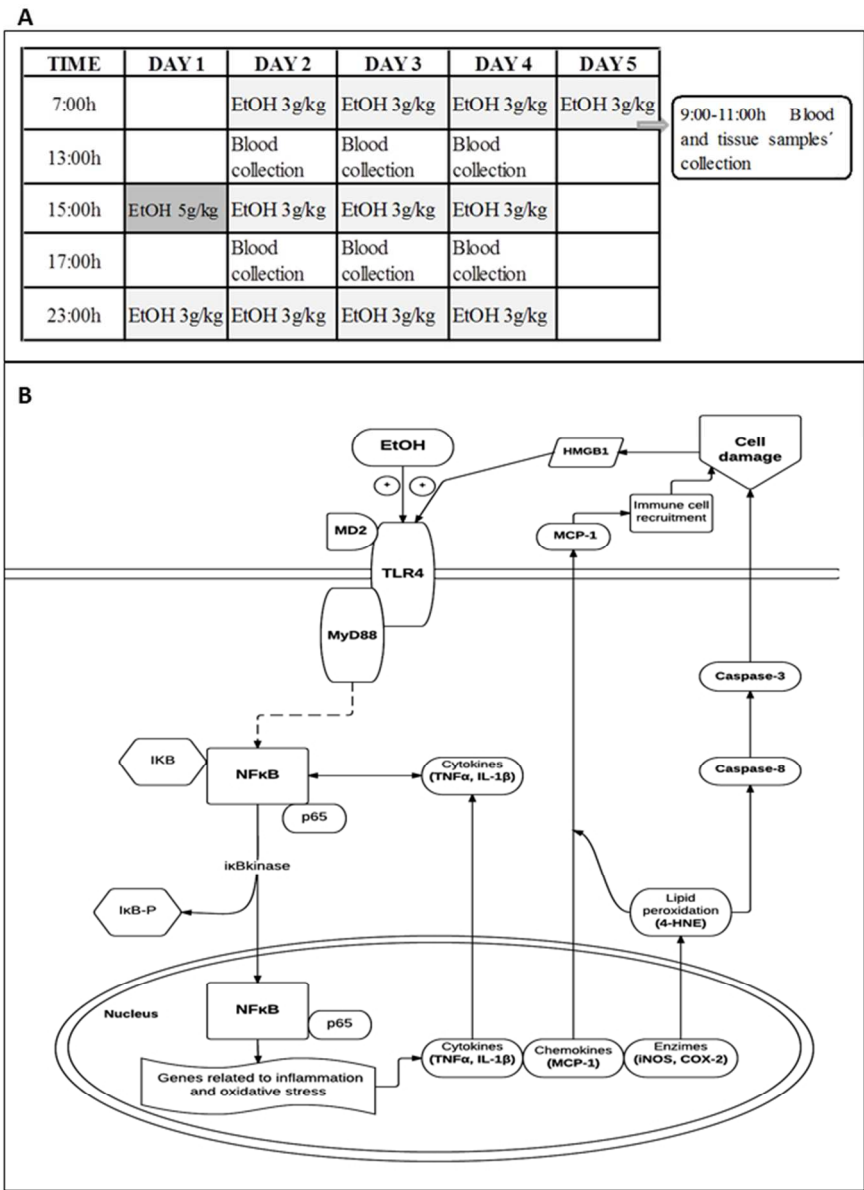 A
TIME DAY 1 DAY 2 DAY 3 DAY 4 DAY 5
7:00h EtOH 3g/kg EtOH 3g/kg EtOH 3g/kg EtOH 3g/kg
9:00-11:00h Blood
and tissue samples´
collection
13:00h Blood collection Blood collection Blood collection
15:00h EtOH 5g/kg EtOH 3g/kg EtOH 3g/kg EtOH 3g/kg
17:00h Blood collection Blood collection Blood collection
23:00h EtOH 3g/kg EtOH 3g/kg EtOH 3g/kg EtOH 3g/kg
B
EtOH
HMGB1
Cell
damage
+ +
Immune cell
recruitment
MD2
MCP-1
TLR4
MyD88
Caspase-3
IKB
NFκB
p65
Cytokines
(TNFα, IL-1β)
Caspase-8
iκBkinase
IκB-P
Lipid
peroxidation
(4-HNE)
Nucleus
NFκB
p65
Genes related to inflammation
and oxidative stress
Cytokines
(TNFα, IL-1β)
Chemokines
(MCP-1)
Enzimes
(iNOS, COX-2)